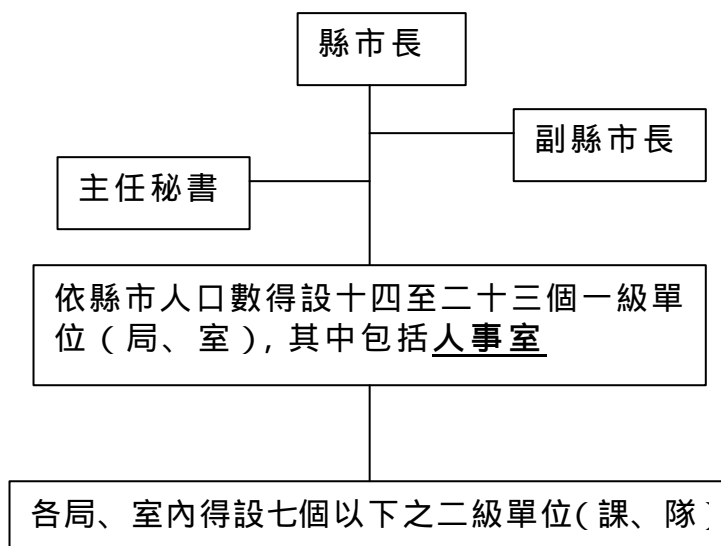 縣市長
副縣市長
主任秘書
依縣市人口數得設十四至二十三個一級單
位（局、室）, 其中包括人事室
各局、室內得設七個以下之二級單位(課、隊)